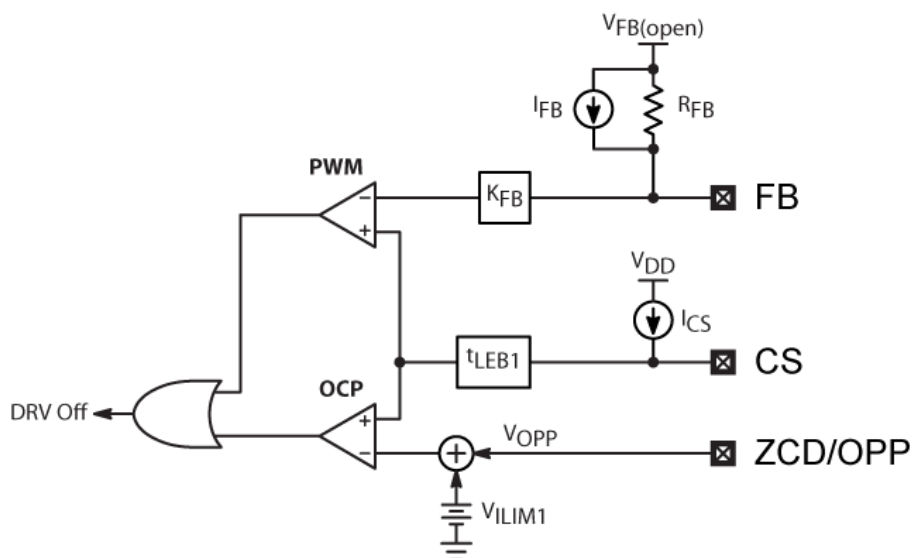 VFB(open)
IFB
RFB
PWM
−
KFB
FB
+
VDD
ICS
tLEB1
CS
OCP
+
DRV Off
VOPP
ZCD/OPP
−
+
VILIM1